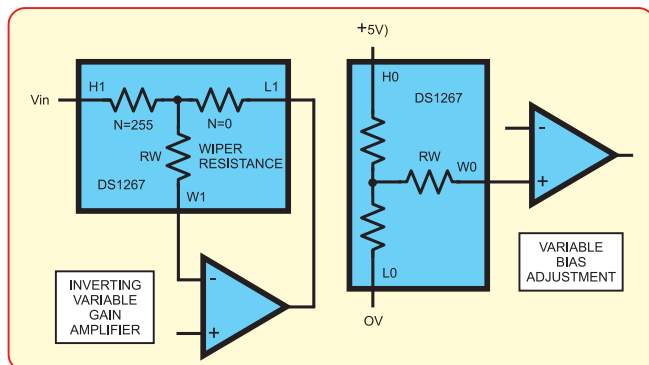 H1
L1
Vin
N=255
N=0
RW
WIPER
RESISTANCE
DS1267
W1
-
+
INVERTING
VARIABLE
GAIN
AMPLIFIER
+5V)
H0
DS1267
RW
W0
-
+
L0
OV
VARIABLE
BIAS
ADJUSTMENT